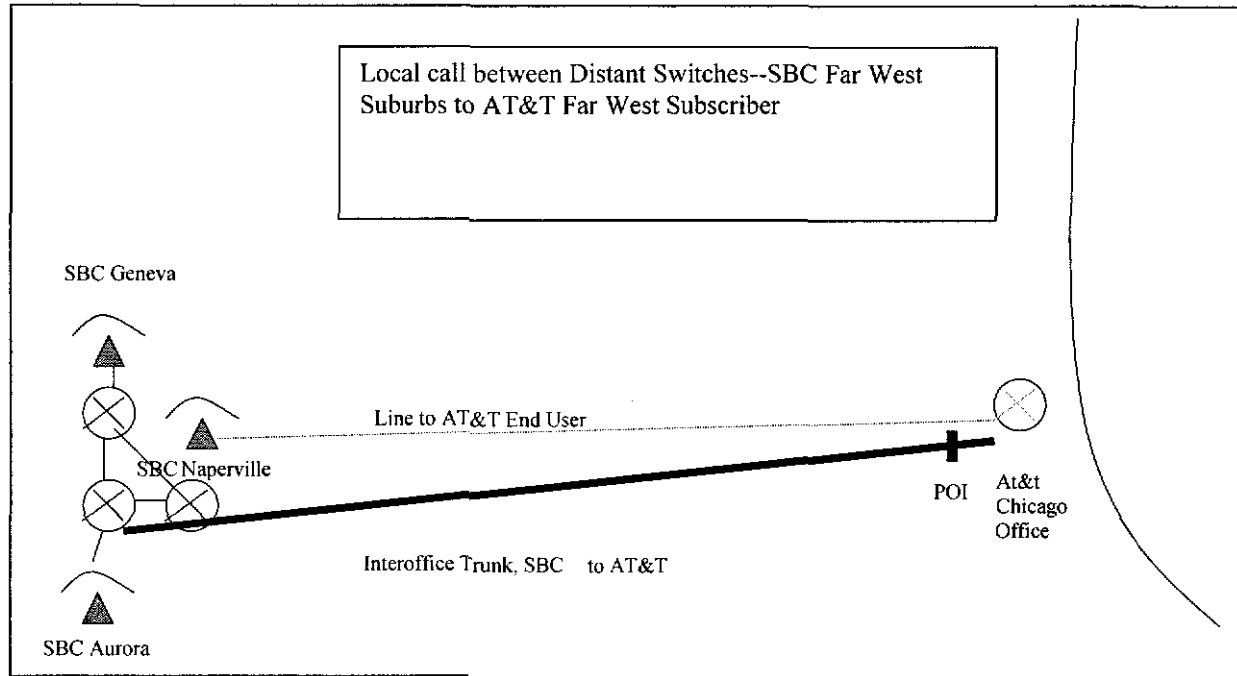 Local call between Distant Switches--SBC Far West
Suburbs to AT&T Far West Subscriber
SBC Geneva
Line to AT&T End User
SBC Naperville
POI
At&t
Chicago
Office
Interoffice Trunk, SBC to AT&T
SBC Aurora